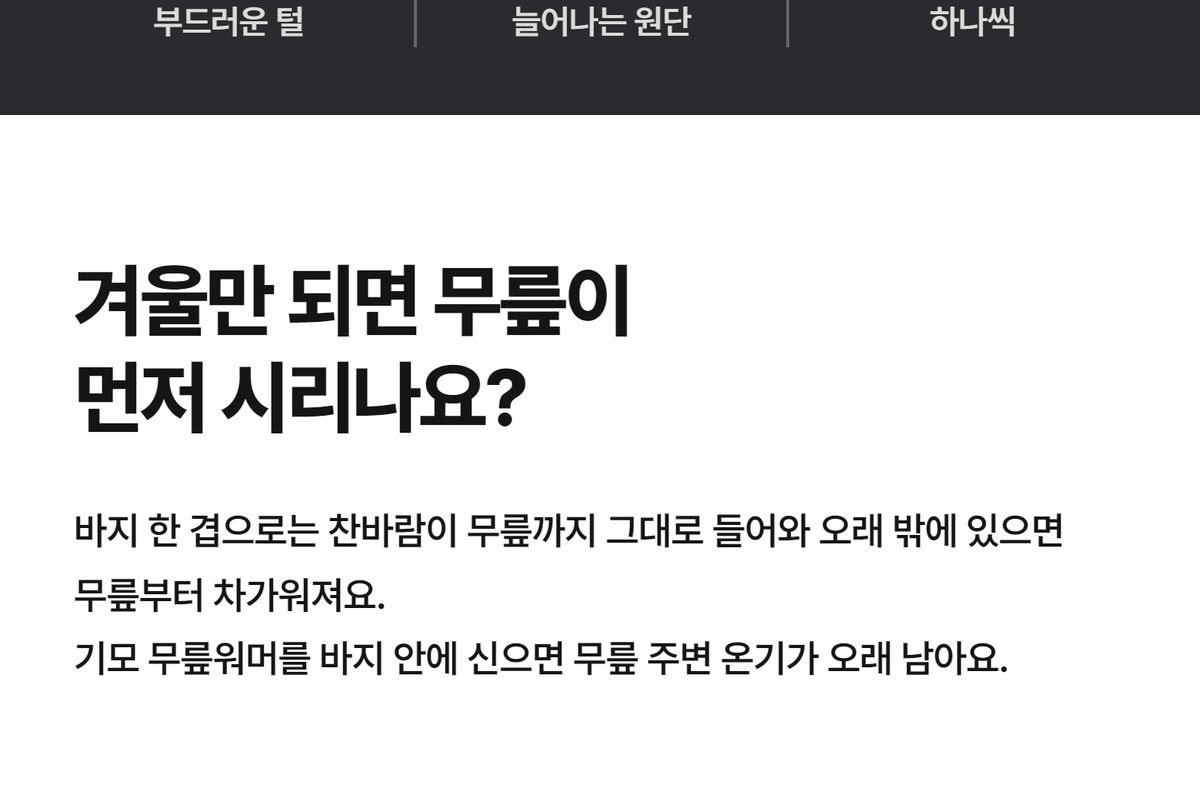 부드러운 털
늘어나는 원단
하나씩
겨울만 되면 무릎이
먼저 시리나요?
바지 한 겹으로는 찬바람이 무릎까지 그대로 들어와 오래 밖에 있으면
무릎부터 차가워져요.
기모 무릎워머를 바지 안에 신으면 무릎 주변 온기가 오래 남아요.